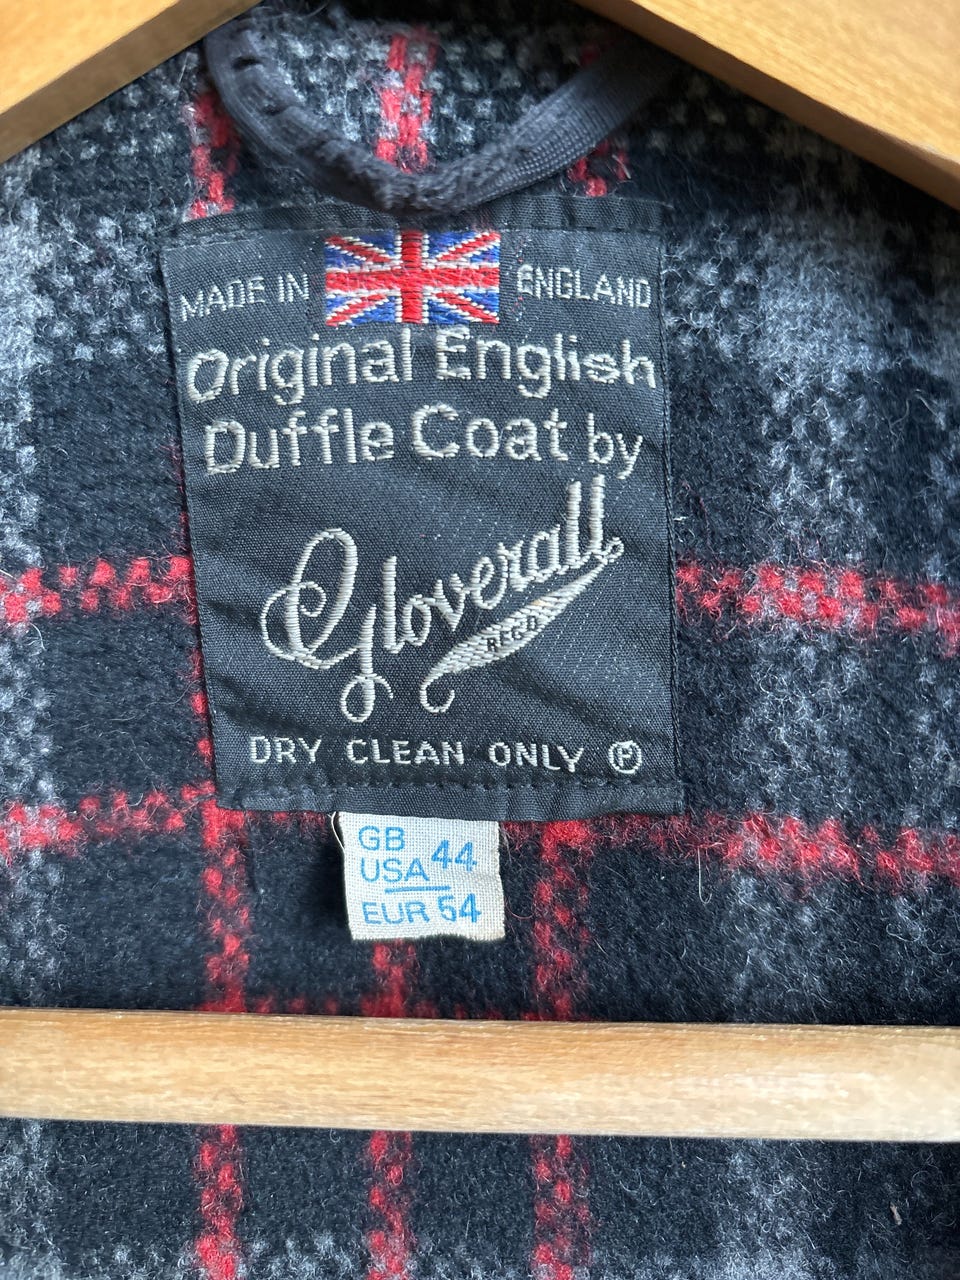 MADE IN ENGLAND
Original English
Duffle Coat by
Gloverall
REGD
DRY CLEAN ONLY Ⓟ
GB
USA 44
EUR 54